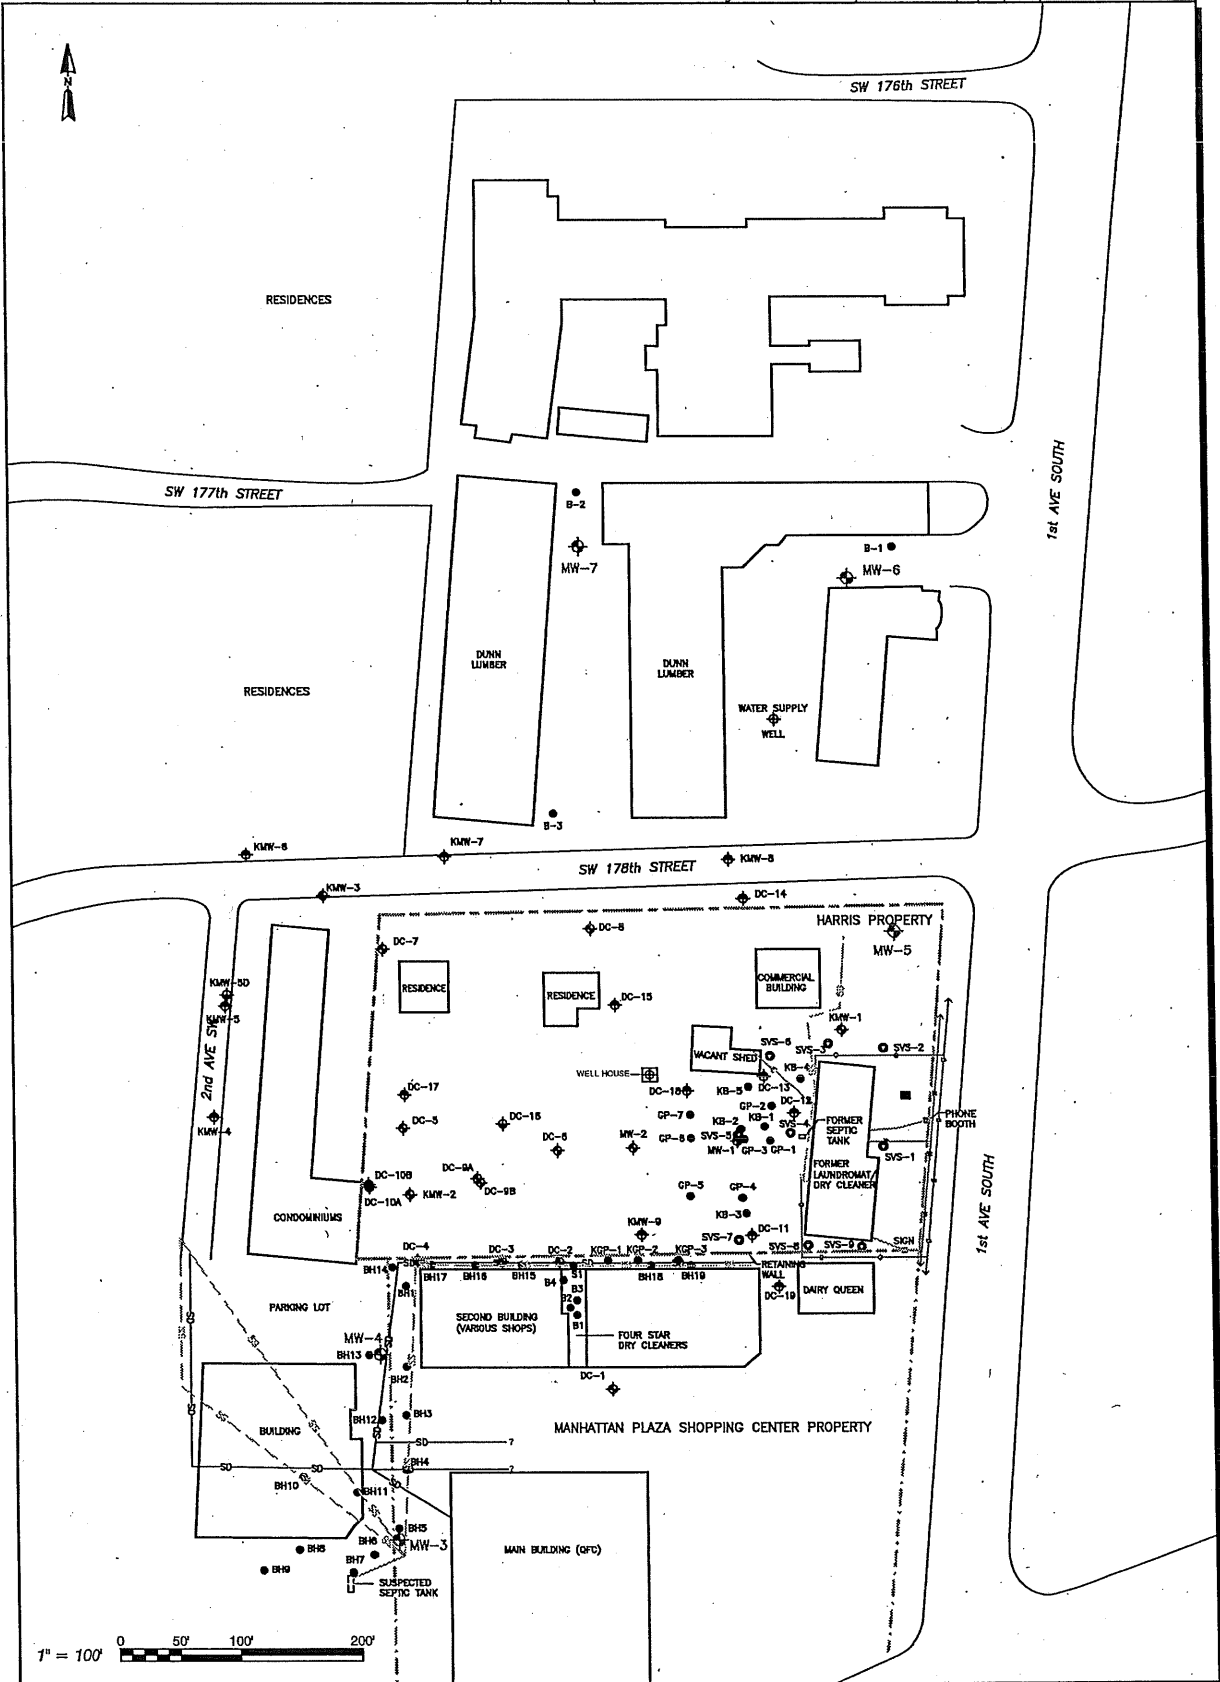 SW 176th STREET
N
RESIDENCES
SW 177th STREET
1st AVE SOUTH
B-2
MW-7
B-1
MW-6
DUNN
LUMBER
DUNN
LUMBER
RESIDENCES
WATER SUPPLY
WELL
B-3
KMW-6
KMW-7
KMW-8
SW 178th STREET
KMW-3
DC-14
HARRIS PROPERTY
DC-8
MW-5
DC-7
RESIDENCE
RESIDENCE
DC-15
COMMERCIAL
BUILDING
SD
KMW-5D
KMW-5
2nd AVE SW
KMW-1
SVS-3
SVS-2
SVS-6
VACANT SHED
WELL HOUSE
KB-4
DC-13
DC-17
DC-18
KB-5
GP-2
DC-12
PHONE
BOOTH
KMW-4
DC-5
DC-16
GP-7
KB-2
KB-1
SVS-4
FORMER
SEPTIC
TANK
DC-6
MW-2
GP-6
SVS-5
MW-1
GP-3
GP-1
SVS-1
FORMER
LAUNDROMAT/
DRY CLEANER
DC-10B
DC-10A
DC-9A
DC-9B
KMW-2
GP-5
GP-4
KB-3
CONDOMINIUMS
KMW-9
SVS-7
DC-11
SVS-8
SVS-9
SIGN
1st AVE SOUTH
DC-4
DC-3
DC-2
KGP-1
KGP-2
KGP-3
BH14
SD
BH17
BH16
BH15
S1
SD
BH18
BH19
RETAINING
WALL
DC-19
DAIRY QUEEN
BH1
B4
B3
B2
B1
PARKING LOT
SECOND BUILDING
(VARIOUS SHOPS)
FOUR STAR
DRY CLEANERS
SD
MW-4
BH13
SS
BH2
DC-1
BH12
BH3
MANHATTAN PLAZA SHOPPING CENTER PROPERTY
BUILDING
SD
SS
SD
?
SD
SD
BH4
?
BH10
BH11
SD
BH5
MW-3
BH6
BH8
BH9
BH7
MAIN BUILDING (QFC)
SUSPECTED
SEPTIC TANK
1" = 100'
0 50' 100' 200'